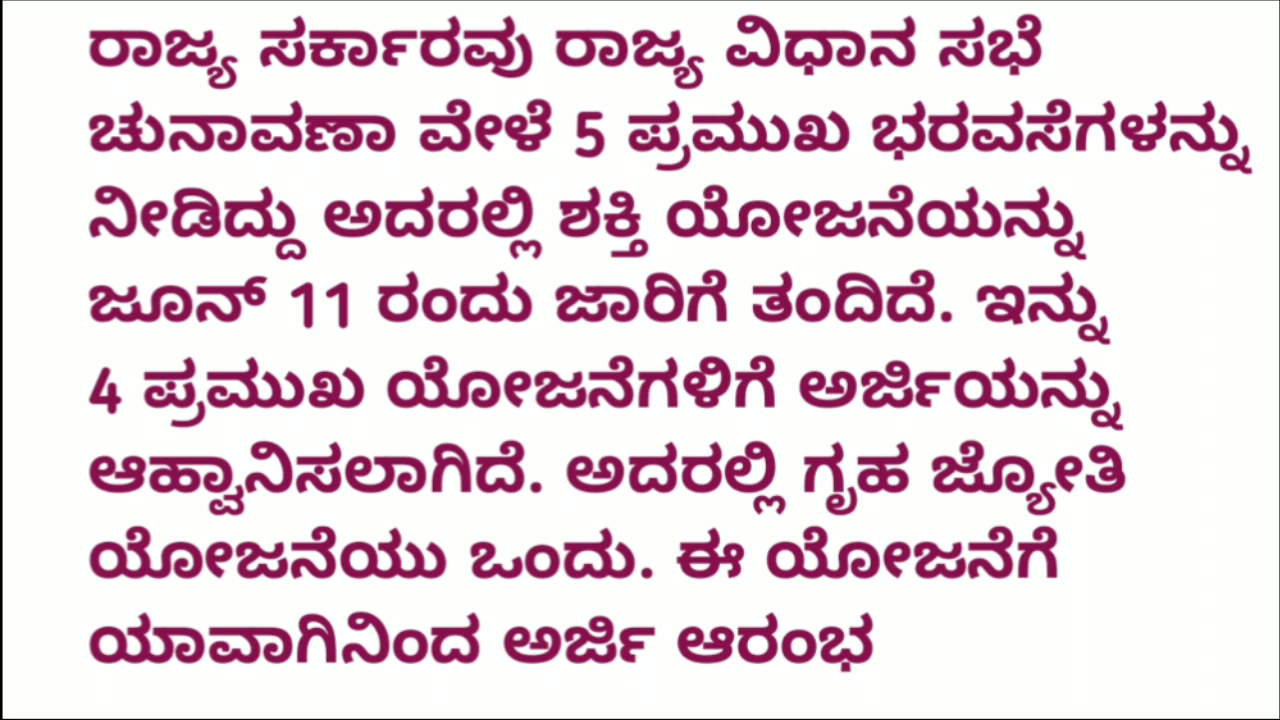 ರಾಜ್ಯ ಸರ್ಕಾರವು ರಾಜ್ಯ ವಿಧಾನ ಸಭೆ
ಚುನಾವಣಾ ವೇಳೆ 5 ಪ್ರಮುಖ ಭರವಸೆಗಳನ್ನು
ನೀಡಿದ್ದು ಅದರಲ್ಲಿ ಶಕ್ತಿ ಯೋಜನೆಯನ್ನು
ಜೂನ್ 11 ರಂದು ಜಾರಿಗೆ ತಂದಿದೆ. ಇನ್ನು
4 ಪ್ರಮುಖ ಯೋಜನೆಗಳಿಗೆ ಅರ್ಜಿಯನ್ನು
ಆಹ್ವಾನಿಸಲಾಗಿದೆ. ಅದರಲ್ಲಿ ಗೃಹ ಜ್ಯೋತಿ
ಯೋಜನೆಯು ಒಂದು. ಈ ಯೋಜನೆಗೆ
ಯಾವಾಗಿನಿಂದ ಅರ್ಜಿ ಆರಂಭ